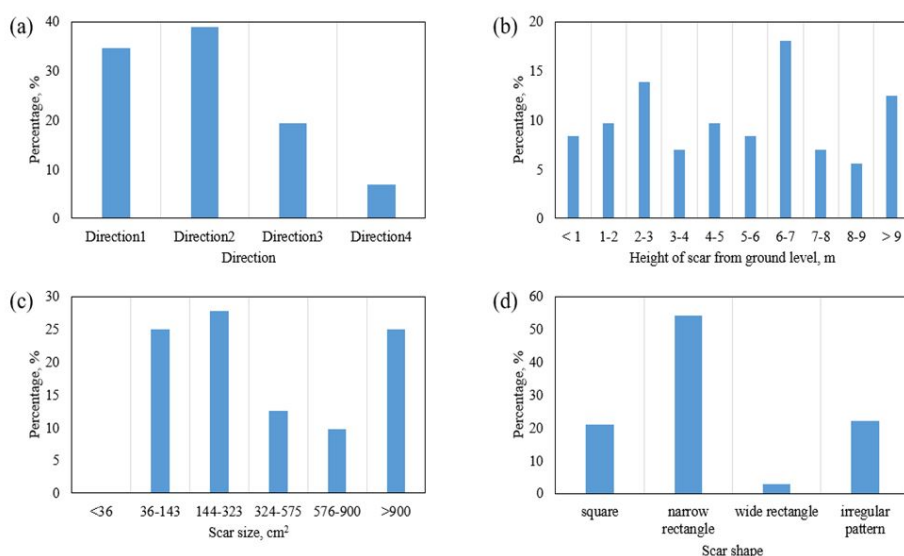 (a)
Percentage, %
40
30
20
10
0
Direction1 Direction2 Direction3 Direction4
Direction
(b)
Percentage, %
20
15
10
5
0
< 1 1-2 2-3 3-4 4-5 5-6 6-7 7-8 8-9 > 9
Height of scar from ground level, m
(c)
Percentage, %
30
25
20
15
10
5
0
<36 36-143 144-323 324-575 576-900 >900
Scar size, cm²
(d)
Percentage, %
60
50
40
30
20
10
0
square narrow wide rectangle irregular
rectangle pattern
Scar shape